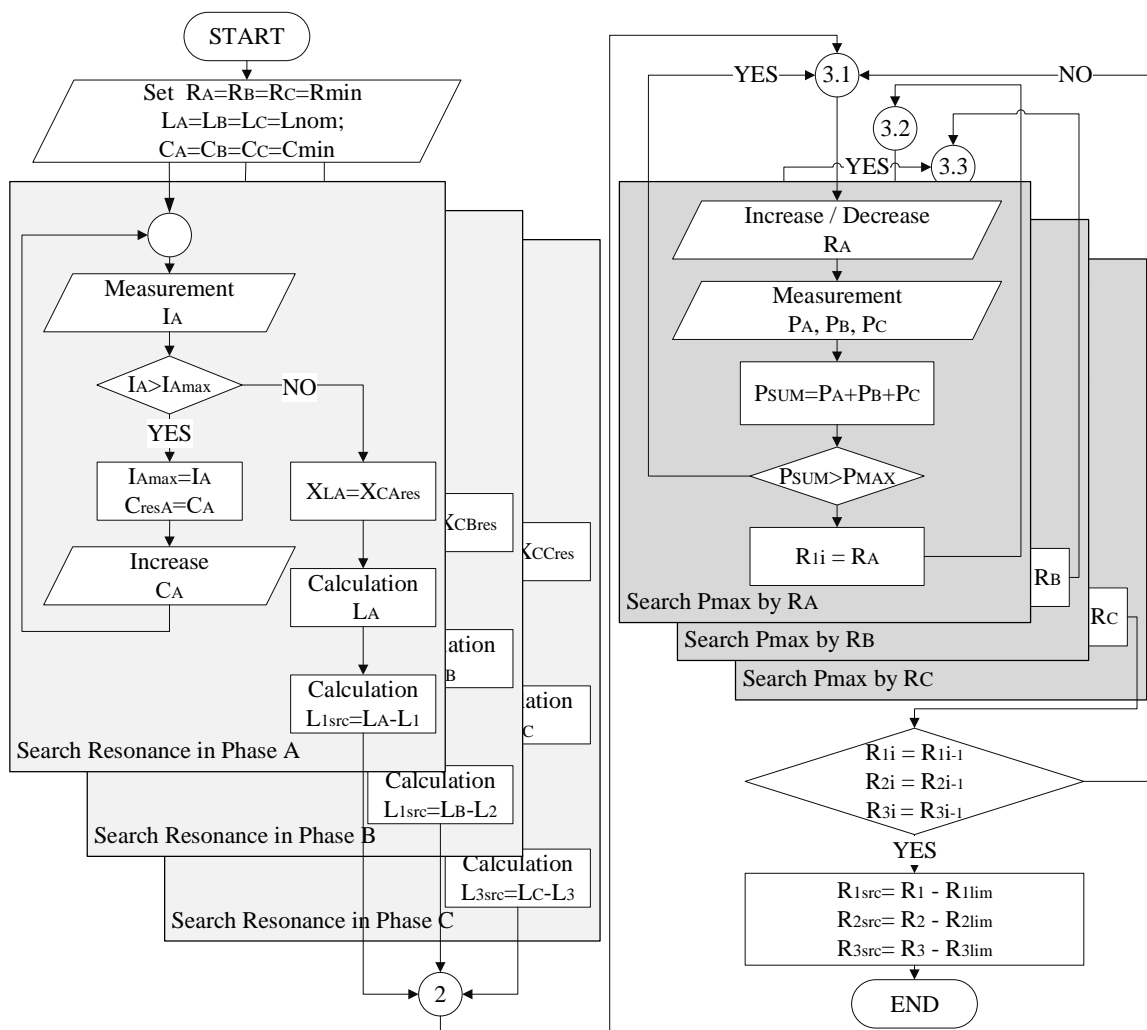 START
Set RA=RB=RC=Rmin
LA=LB=LC=Lnom;
CA=CB=CC=Cmin
Measurement
IA
IA>IAmax
NO
YES
IAmax=IA
CresA=CA
Increase
CA
XLA=XCAres
Calculation
LA
Calculation
L1src=LA-L1
Search Resonance in Phase A
XCBres
lation
B
Calculation
L1src=LB-L2
Search Resonance in Phase B
XCCres
lation
C
Calculation
L3src=LC-L3
Search Resonance in Phase C
2
YES
3.1
NO
3.2
YES
3.3
Increase / Decrease
RA
Measurement
PA, PB, PC
PSUM=PA+PB+PC
PSUM>PMAX
R1i = RA
Search Pmax by RA
RB
Search Pmax by RB
RC
Search Pmax by RC
R1i = R1i-1
R2i = R2i-1
R3i = R3i-1
YES
R1src= R1 - R1lim
R2src= R2 - R2lim
R3src= R3 - R3lim
END